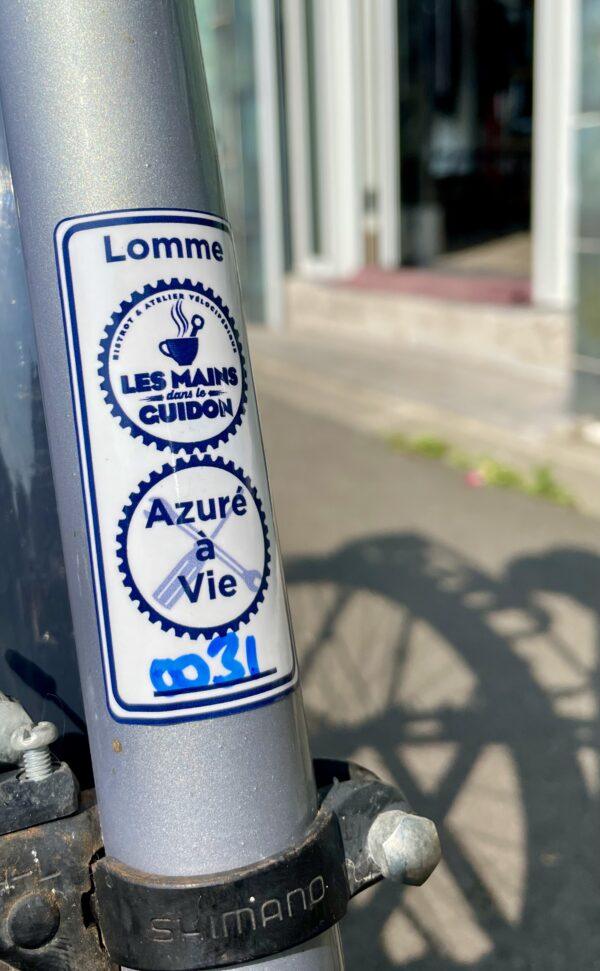 Lomme
BISTROT & ATELIER VÉLOCIPÉDIQUE
LES MAINS
dans le
GUIDON
Azuré
à
Vie
0031
SHIMANO